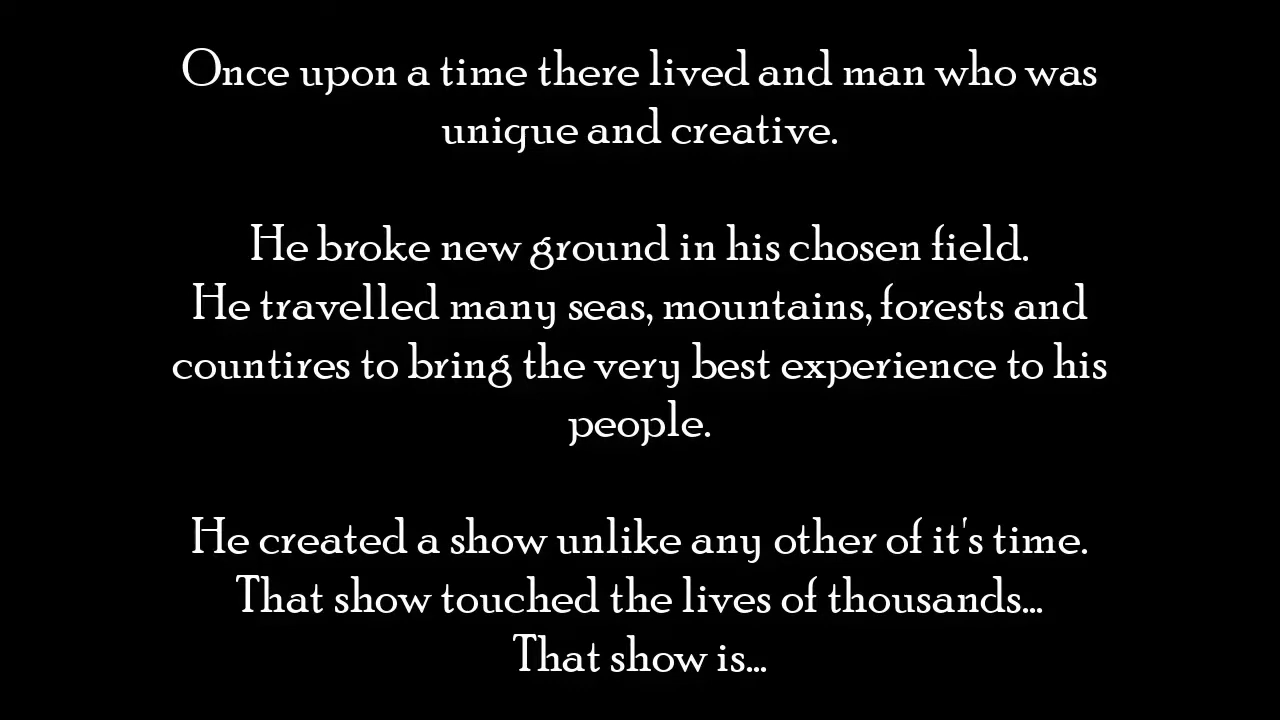 Once upon a time there lived and man who was
unique and creative.
He broke new ground in his chosen field.
He travelled many seas, mountains, forests and
countires to bring the very best experience to his
people.
He created a show unlike any other of it's time.
That show touched the lives of thousands...
That show is...